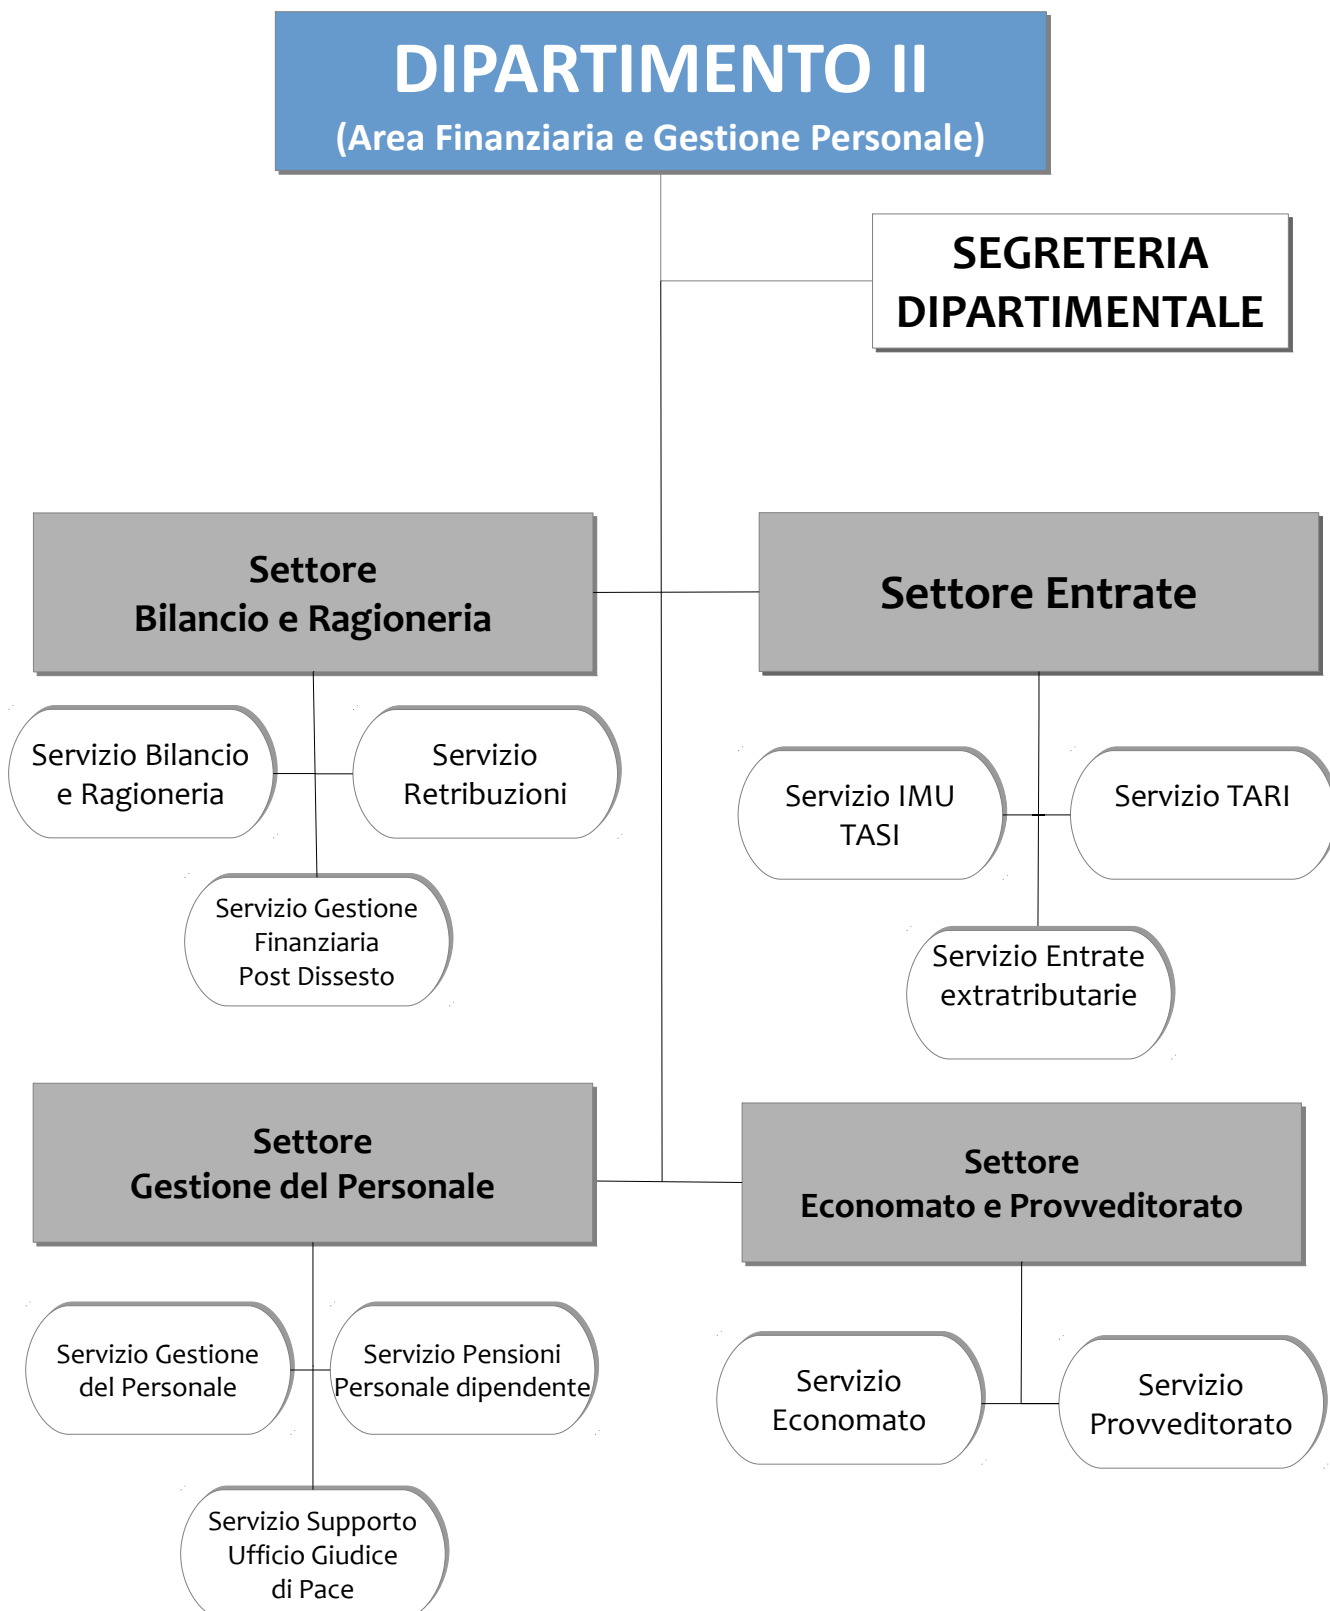 DIPARTIMENTO II
(Area Finanziaria e Gestione Personale)
SEGRETERIA
DIPARTIMENTALE
Settore
Bilancio e Ragioneria
Settore Entrate
Servizio Bilancio
e Ragioneria
Servizio
Retribuzioni
Servizio IMU
TASI
Servizio TARI
Servizio Gestione
Finanziaria
Post Dissesto
Servizio Entrate
extratributarie
Settore
Gestione del Personale
Settore
Economato e Provveditorato
Servizio Gestione
del Personale
Servizio Pensioni
Personale dipendente
Servizio
Economato
Servizio
Provveditorato
Servizio Supporto
Ufficio Giudice
di Pace